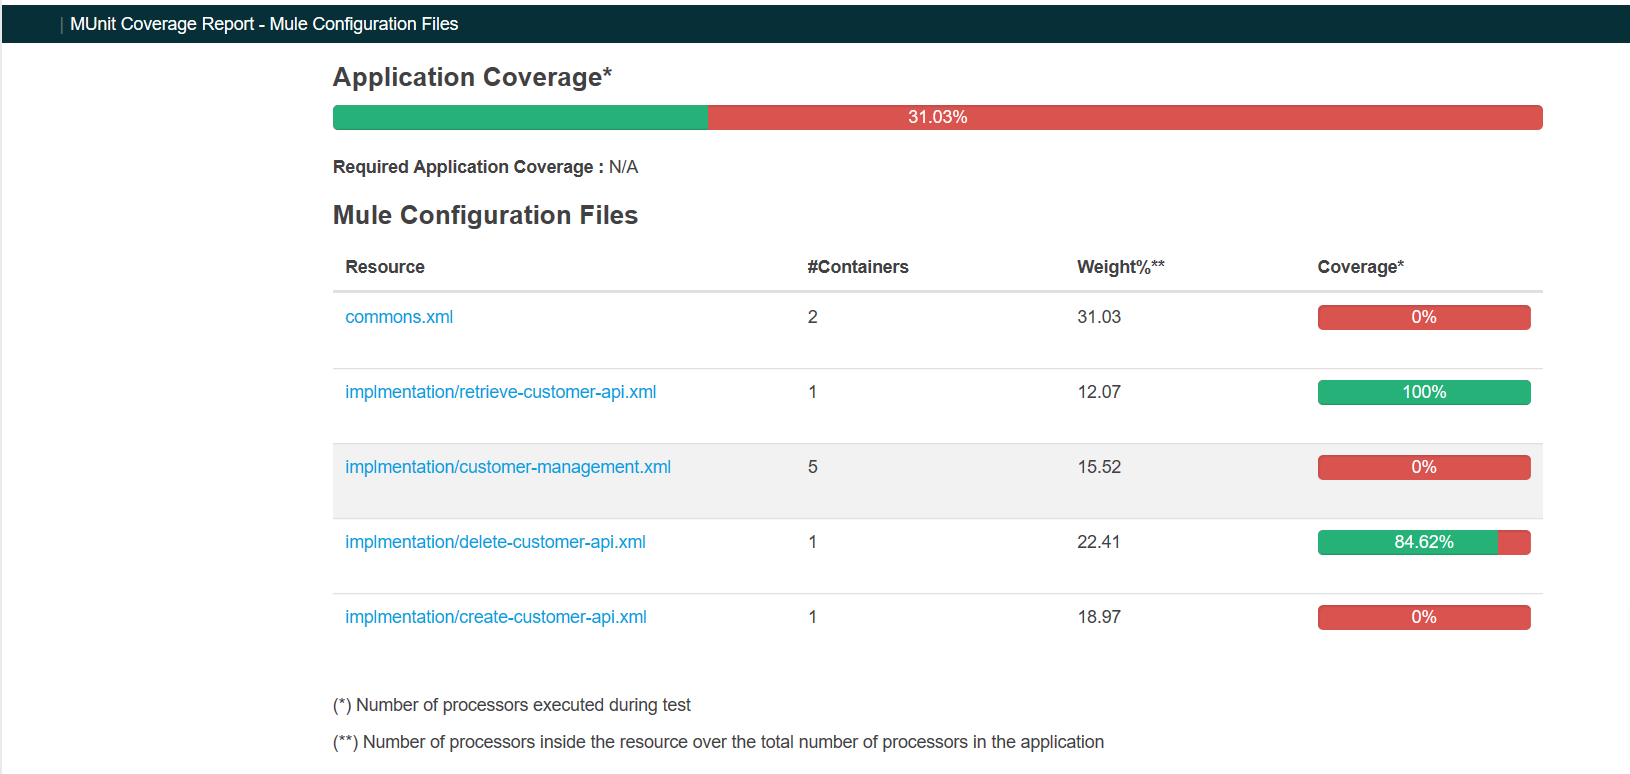 | MUnit Coverage Report - Mule Configuration Files
Application Coverage*
31.03%
Required Application Coverage : N/A
Mule Configuration Files
Resource #Containers Weight%** Coverage*
commons.xml 2 31.03 0%
implmentation/retrieve-customer-api.xml 1 12.07 100%
implmentation/customer-management.xml 5 15.52 0%
implmentation/delete-customer-api.xml 1 22.41 84.62%
implmentation/create-customer-api.xml 1 18.97 0%
(*) Number of processors executed during test
(**) Number of processors inside the resource over the total number of processors in the application